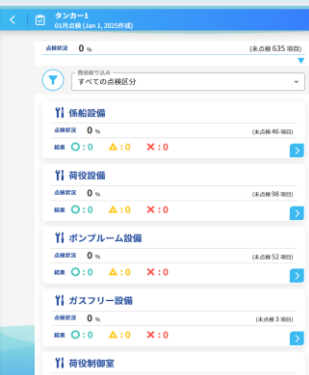 タンカー1
01月点検 (Jan 1, 2025作成)
点検状況 0 % (未点検 635 項目)
簡易絞り込み
すべての点検区分
係船設備
点検状況 0 % (未点検 46 項目)
結果 : 0 : 0 : 0
荷役設備
点検状況 0 % (未点検 98 項目)
結果 : 0 : 0 : 0
ポンプルーム設備
点検状況 0 % (未点検 52 項目)
結果 : 0 : 0 : 0
ガスフリー設備
点検状況 0 % (未点検 3 項目)
結果 : 0 : 0 : 0
荷役制御室